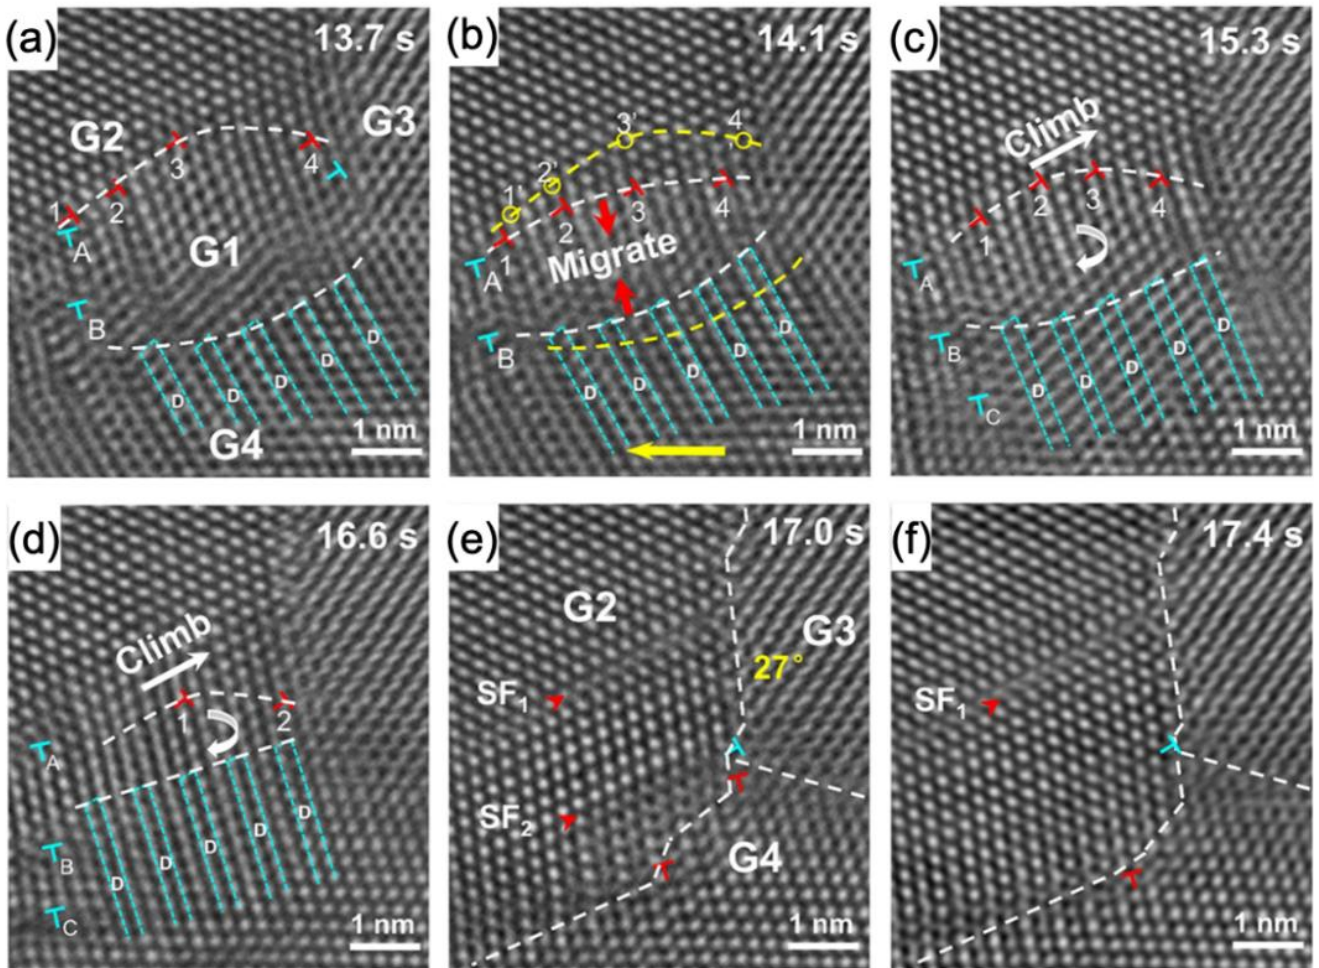 (a)
13.7 s
G2
G3
1
2
3
4
A
G1
B
D D D D D
G4
1 nm
(b)
14.1 s
1' 2' 3' 4'
1 2 3 4
A
Migrate
B
D D D D D
1 nm
(c)
15.3 s
Climb
1 2 3 4
A
B
C
D D D D D
1 nm
(d)
16.6 s
Climb
1 2
A
B
C
D D D D D
1 nm
(e)
17.0 s
G2
G3
27°
SF1
SF2
G4
1 nm
(f)
17.4 s
SF1
1 nm